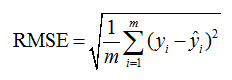 RMSE = √(1/m ∑_{i=1}^{m} (y_i − ŷ_i)²)